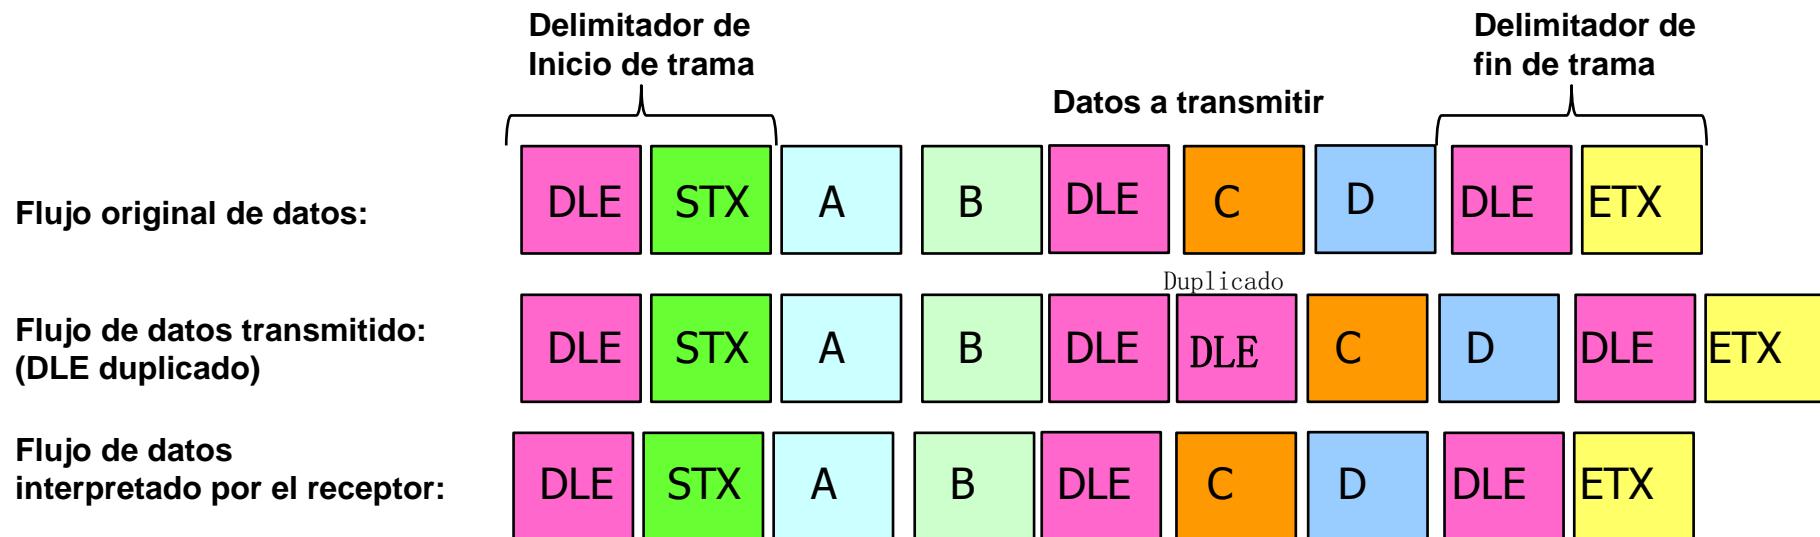 Delimitador de
Inicio de trama
Delimitador de
fin de trama
Datos a transmitir
Flujo original de datos:
DLE STX A B DLE C D DLE ETX
Duplicado
Flujo de datos transmitido:
(DLE duplicado)
DLE STX A B DLE DLE C D DLE ETX
Flujo de datos
interpretado por el receptor:
DLE STX A B DLE C D DLE ETX